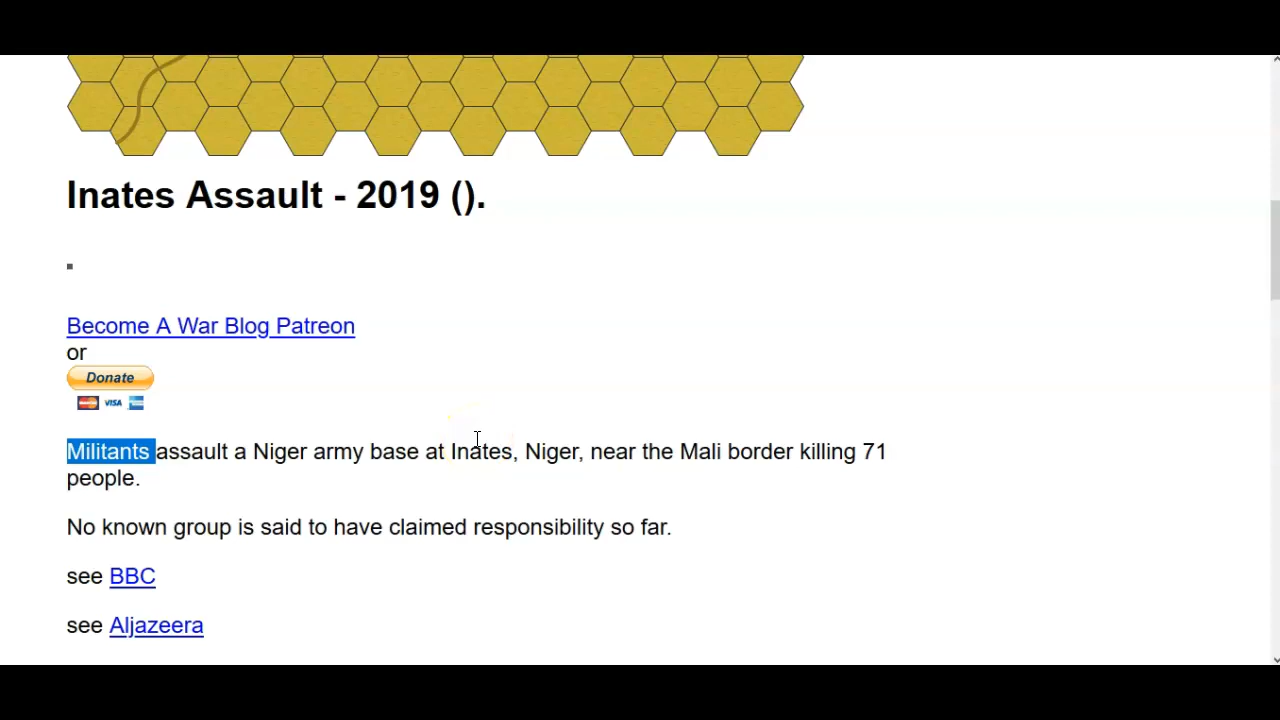 Inates Assault - 2019 ().
Become A War Blog Patreon
or
Donate
VISA
Militants assault a Niger army base at Inates, Niger, near the Mali border killing 71
people.
No known group is said to have claimed responsibility so far.
see BBC
see Aljazeera